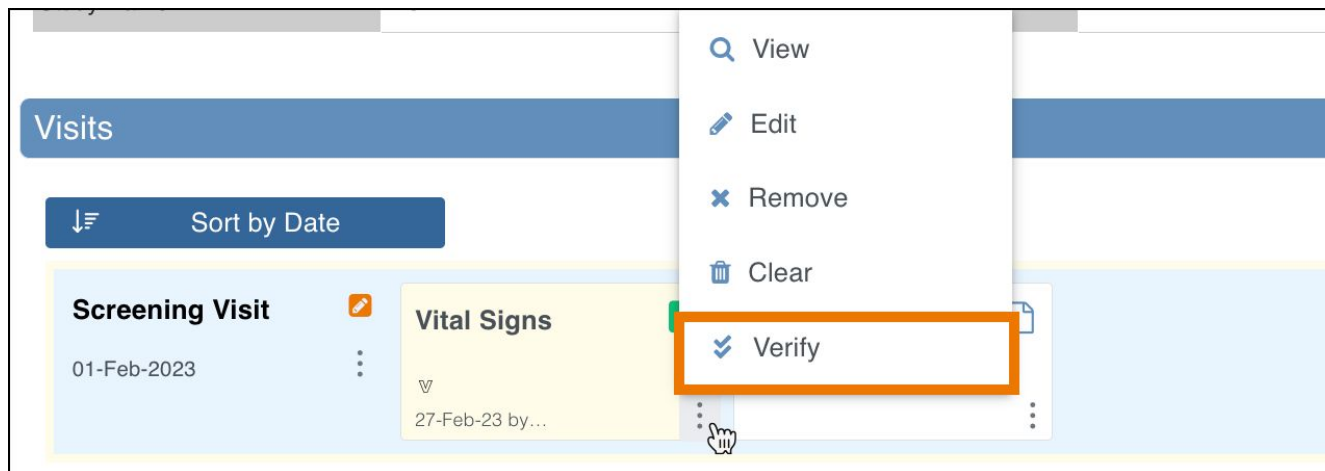 View
Visits
Edit
Remove
Sort by Date
Clear
Screening Visit
Vital Signs
Verify
01-Feb-2023
V
27-Feb-23 by...